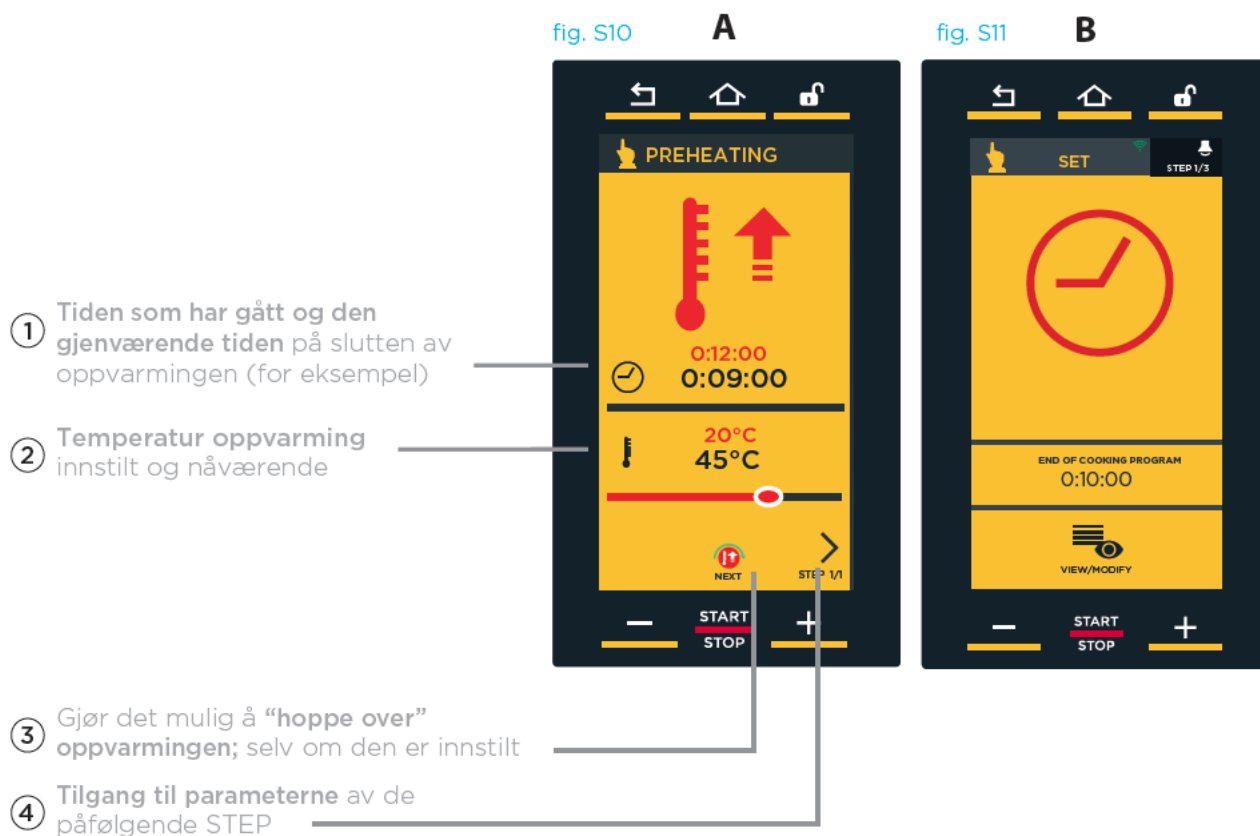 fig. S10
A
fig. S11
B
PREHEATING
SET
STEP 1/3
1 Tiden som har gått og den
gjenværende tiden på slutten av
oppvarmingen (for eksempel)
0:12:00
0:09:00
2 Temperatur oppvarming
innstilt og nåværende
20°C
45°C
END OF COOKING PROGRAM
0:10:00
NEXT
STEP 1/1
VIEW/MODIFY
− START +
STOP
− START +
STOP
3 Gjør det mulig å “hoppe over”
oppvarmingen; selv om den er innstilt
4 Tilgang til parameterne av de
påfølgende STEP